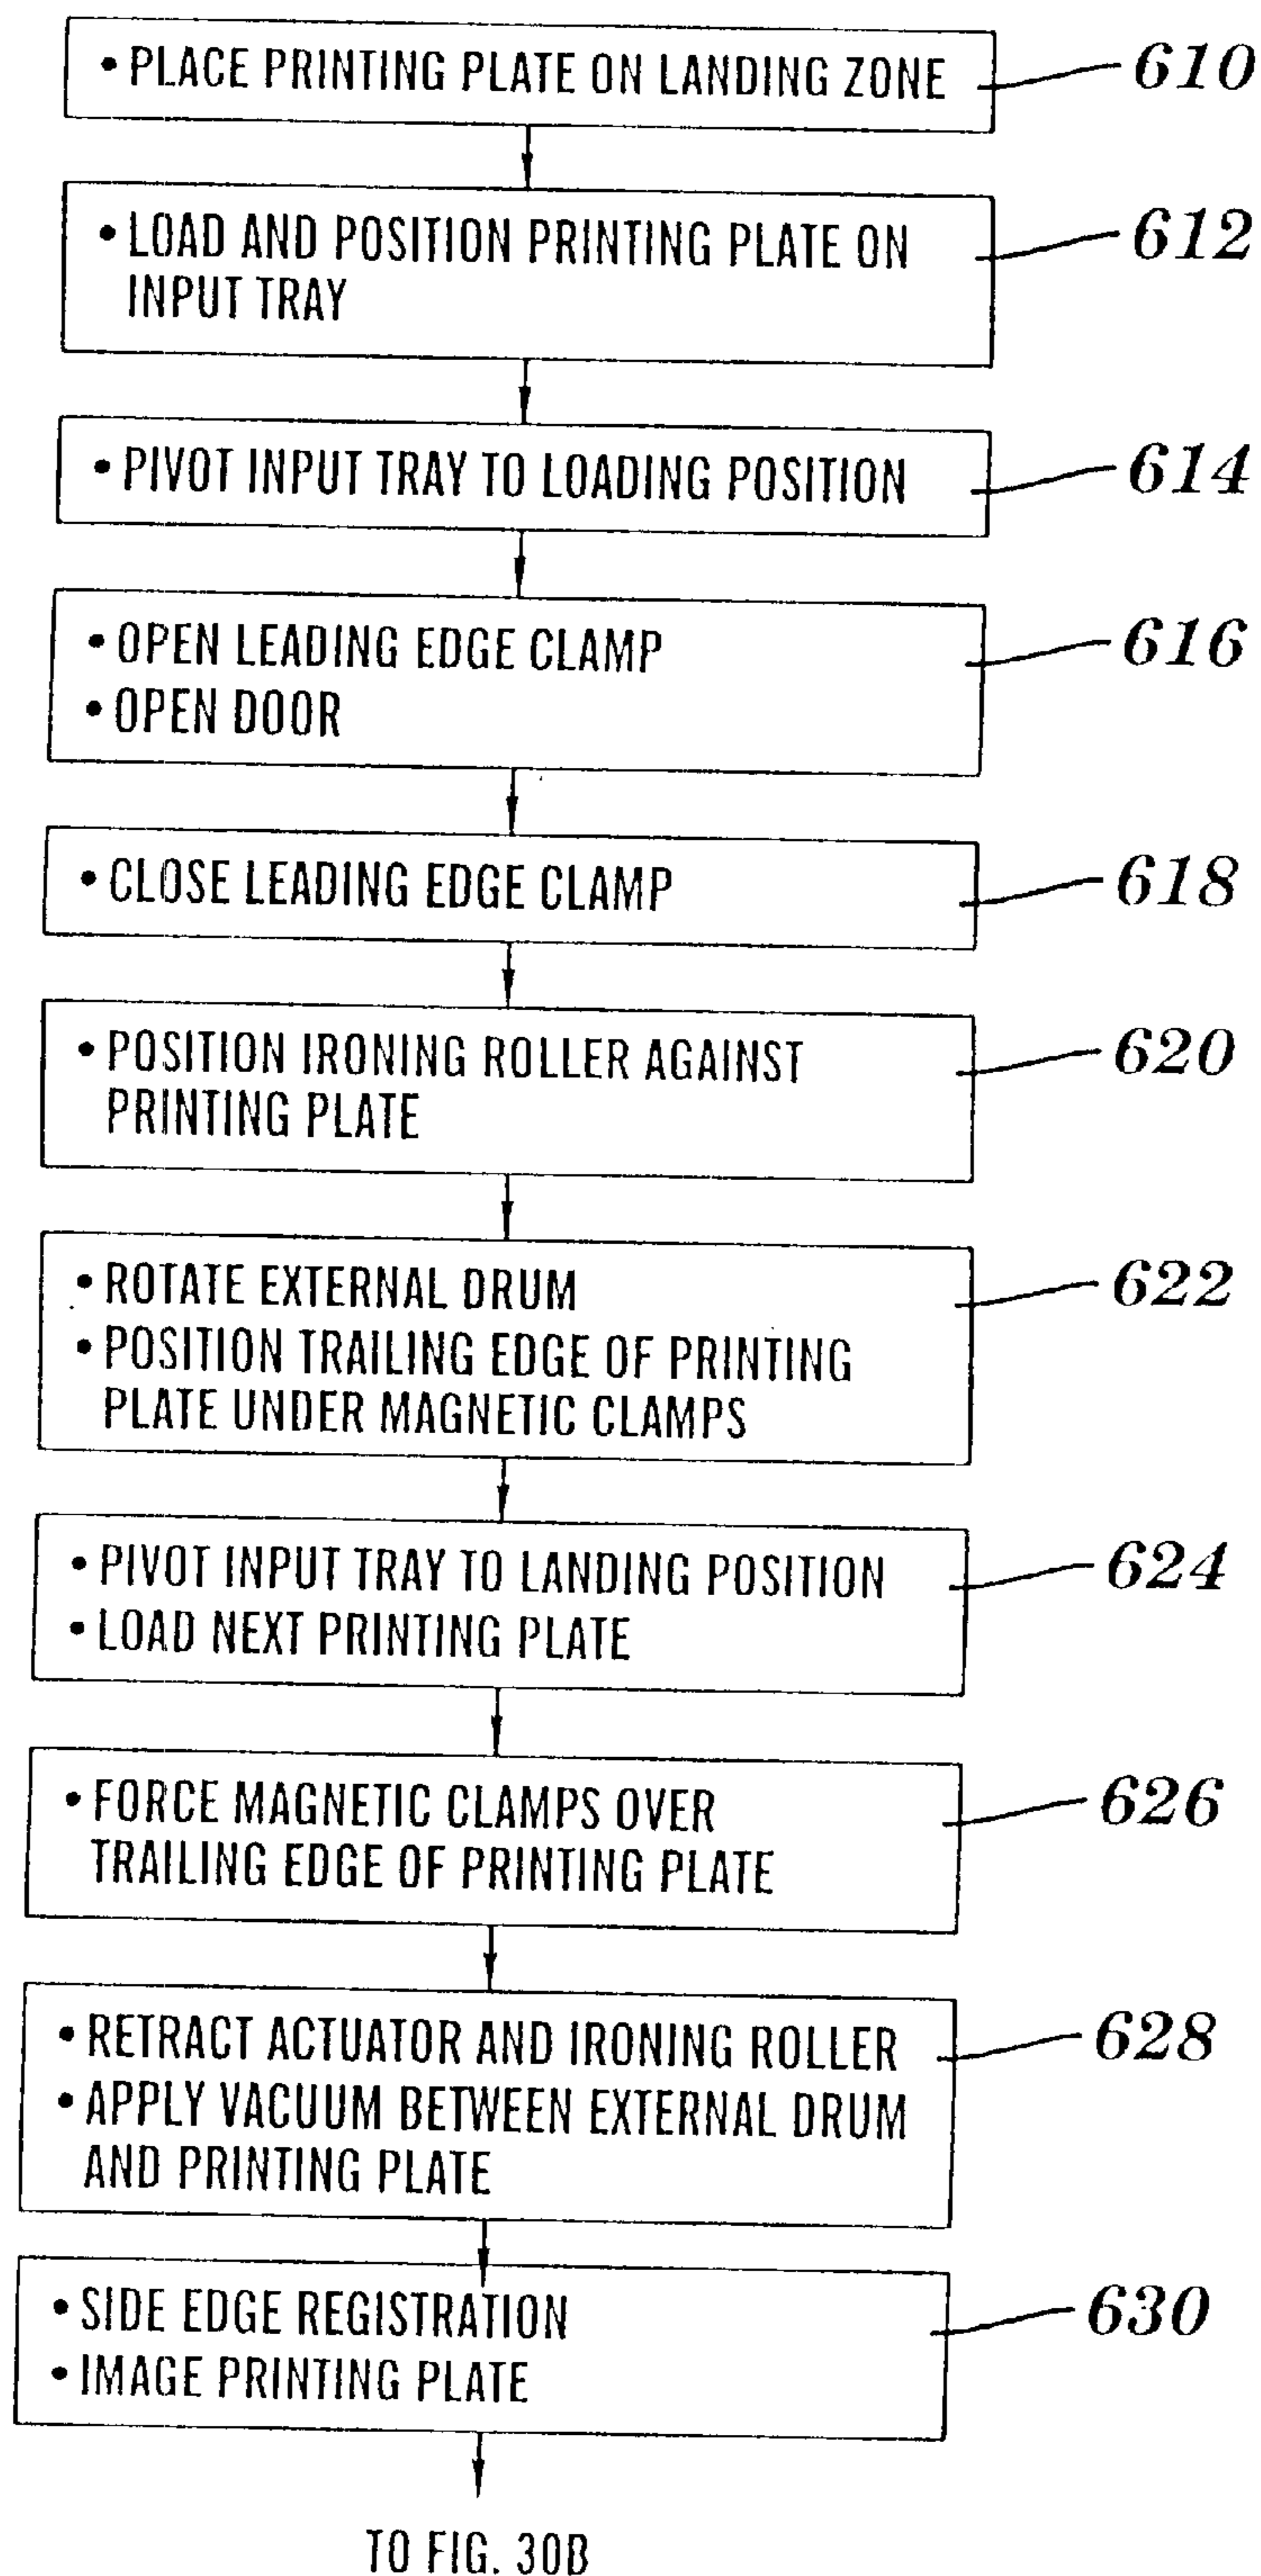 • PLACE PRINTING PLATE ON LANDING ZONE 610
• LOAD AND POSITION PRINTING PLATE ON 612
INPUT TRAY
• PIVOT INPUT TRAY TO LOADING POSITION 614
• OPEN LEADING EDGE CLAMP 616
• OPEN DOOR
• CLOSE LEADING EDGE CLAMP 618
• POSITION IRONING ROLLER AGAINST 620
PRINTING PLATE
• ROTATE EXTERNAL DRUM 622
• POSITION TRAILING EDGE OF PRINTING
PLATE UNDER MAGNETIC CLAMPS
• PIVOT INPUT TRAY TO LANDING POSITION 624
• LOAD NEXT PRINTING PLATE
• FORCE MAGNETIC CLAMPS OVER 626
TRAILING EDGE OF PRINTING PLATE
• RETRACT ACTUATOR AND IRONING ROLLER 628
• APPLY VACUUM BETWEEN EXTERNAL DRUM
AND PRINTING PLATE
• SIDE EDGE REGISTRATION 630
• IMAGE PRINTING PLATE
TO FIG. 30B